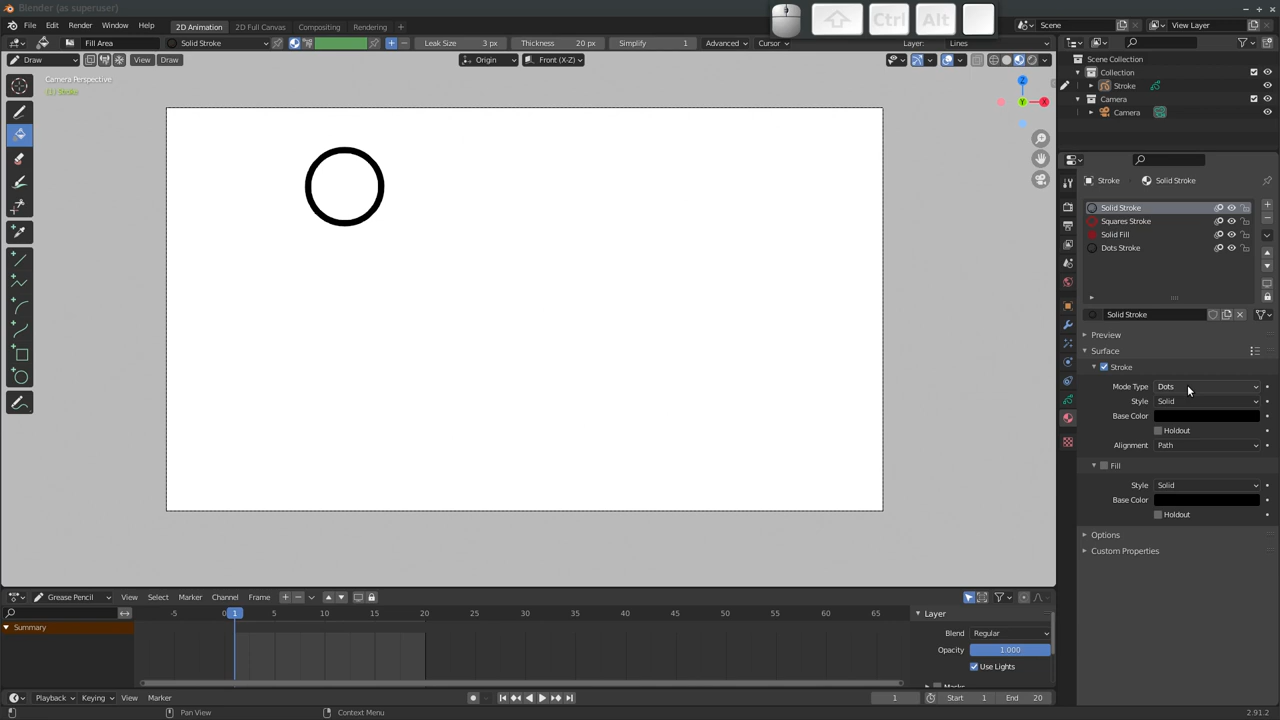 Blender (as superuser)
File Edit Render Window Help 2D Animation 2D Full Canvas Compositing Rendering + Scene View Layer
Ctrl Alt
Fill Area Solid Stroke Leak Size 3 px Thickness 20 px Simplify 1 Advanced Cursor Layer: Lines
Draw View Draw Origin Front (X-Z)
Camera Perspective
(1) Stroke
Z
Y X
Scene Collection
Collection
Stroke
Camera
Camera
Stroke Solid Stroke
Solid Stroke
Squares Stroke
Solid Fill
Dots Stroke
Solid Stroke
Preview
Surface
Stroke
Mode Type Dots
Style Solid
Base Color
Holdout
Alignment Path
Fill
Style Solid
Base Color
Holdout
Options
Custom Properties
Grease Pencil View Select Marker Channel Frame
-5 0 1 5 10 15 20 25 30 35 40 45 50 55 60 65
Summary
Layer
Blend Regular
Opacity 1.000
Use Lights
Masks
Playback Keying View Marker 1 Start 1 End 20
Pan View Context Menu 2.91.2